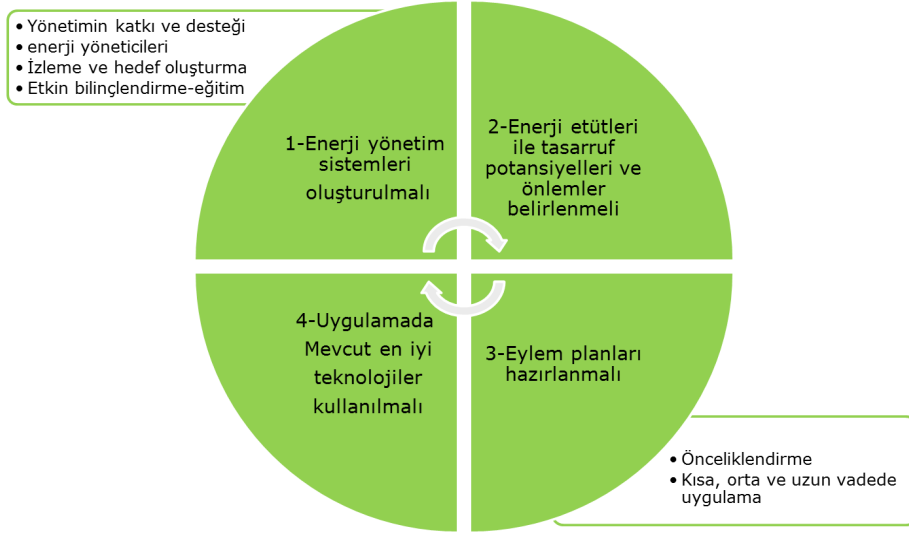 • Yönetimin katkı ve desteği
• enerji yöneticileri
• İzleme ve hedef oluşturma
• Etkin bilinçlendirme-eğitim
1-Enerji yönetim
sistemleri
oluşturulmalı
2-Enerji etütleri
ile tasarruf
potansiyelleri ve
önlemler
belirlenmeli
4-Uygulamada
Mevcut en iyi
teknolojiler
kullanılmalı
3-Eylem planları
hazırlanmalı
• Önceliklendirme
• Kısa, orta ve uzun vadede
uygulama